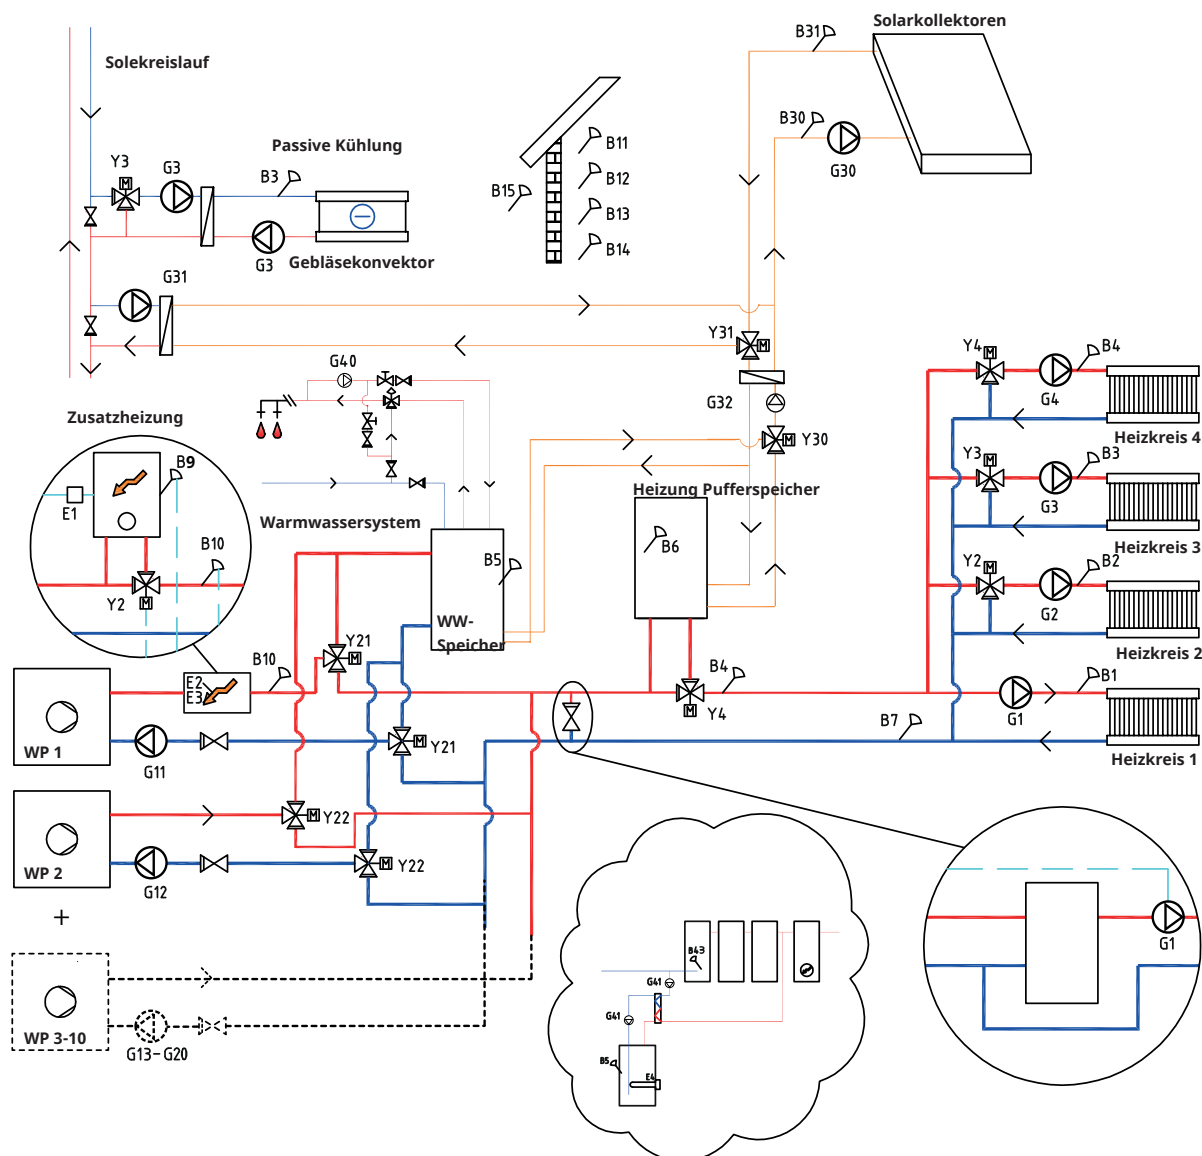 Solarkollektoren
B31
Solekreislauf
B30
G30
Passive Kühlung
B11
Y3
G3
B3
B12
B15
B13
B14
G3
Gebläsekonvektor
G31
Y31
M
M
G40
Y4
M
B4
G4
Heizkreis 4
G32
Zusatzheizung
Y30
M
B9
E1
Y3
M
B3
G3
Heizkreis 3
Heizung Pufferspeicher
Warmwassersystem
B10
B5
B6
Y2
M
Y2
M
B2
G2
Heizkreis 2
WW-
Speicher
Y21
M
B10
E2
E3
B4
Y4
M
B1
G1
B7
Heizkreis 1
WP 1
G11
Y21
M
WP 2
Y22
M
G12
Y22
M
+
G1
B43
G41
G41
WP 3-10
G13-G20
B5
E4